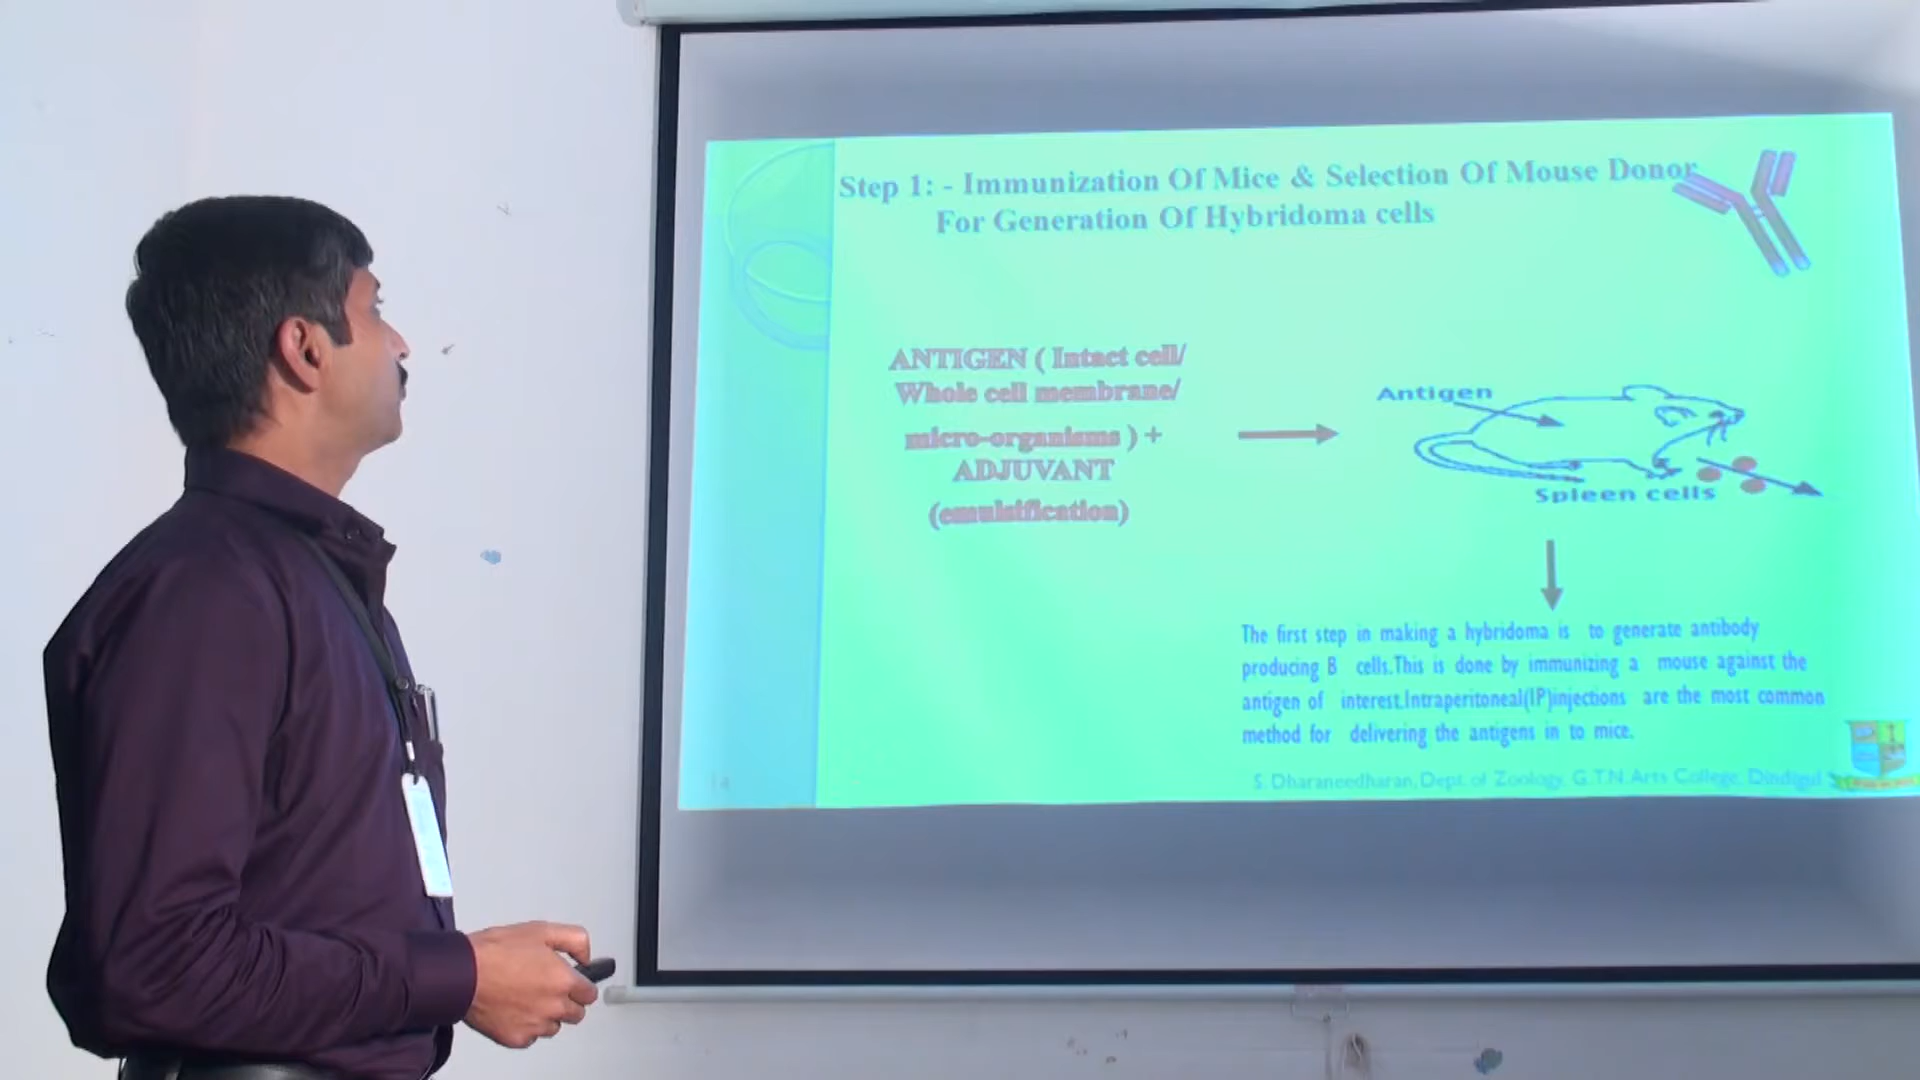 Step 1: - Immunization Of Mice & Selection Of Mouse Donor
For Generation Of Hybridoma cells
ANTIGEN ( Intact cell/
Whole cell membrane/
micro-organisms ) +
ADJUVANT
(emulsification)
Antigen
Spleen cells
The first step in making a hybridoma is to generate antibody
producing B cells.This is done by immunizing a mouse against the
antigen of interest.Intraperitoneal(IP)injections are the most common
method for delivering the antigens in to mice.
14
S. Dharaneedharan, Dept. of Zoology, G.T.N. Arts College, Dindigul